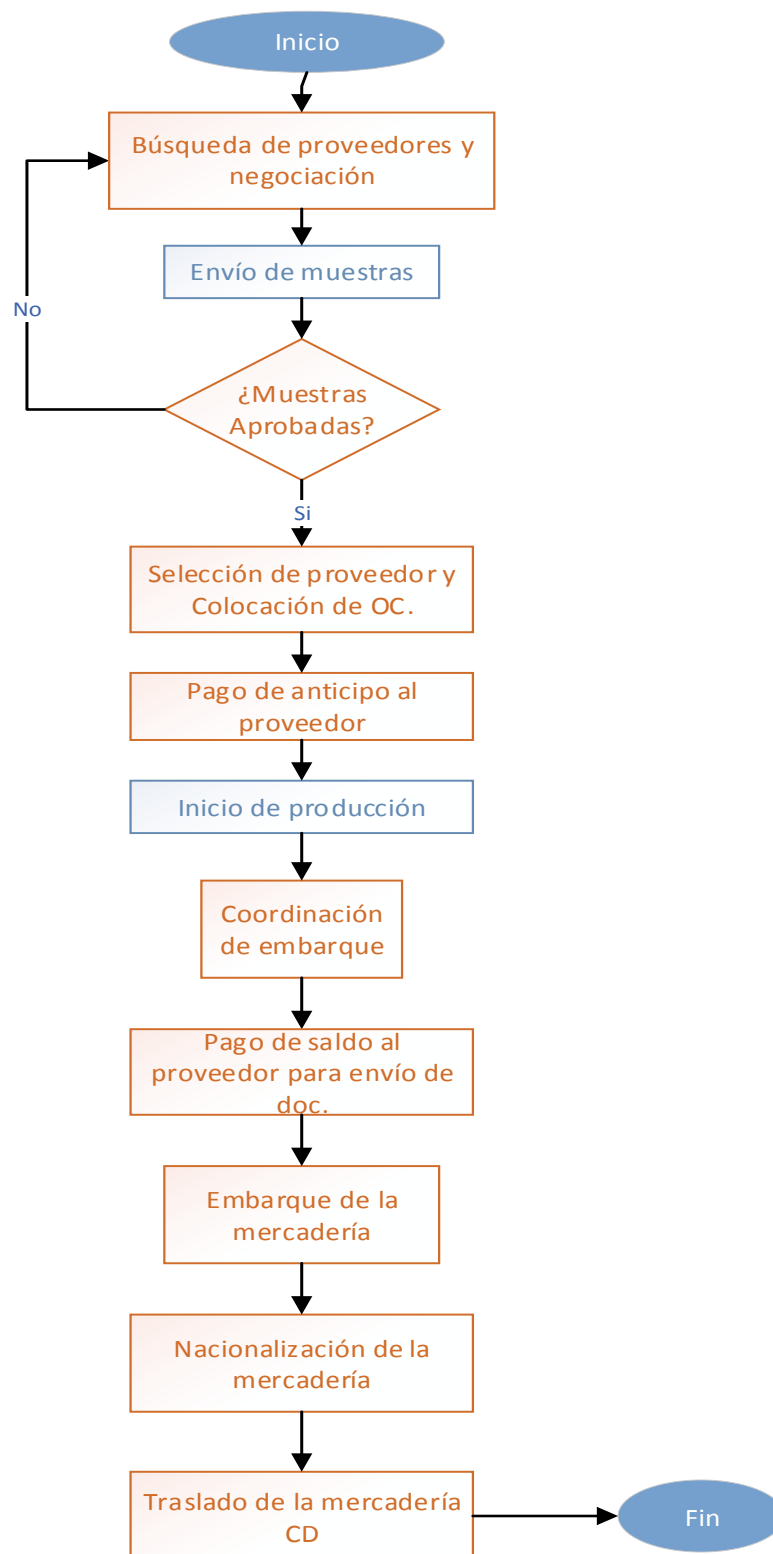 Inicio
Búsqueda de proveedores y
negociación
Envío de muestras
No
¿Muestras
Aprobadas?
Si
Selección de proveedor y
Colocación de OC.
Pago de anticipo al
proveedor
Inicio de producción
Coordinación
de embarque
Pago de saldo al
proveedor para envío de
doc.
Embarque de la
mercadería
Nacionalización de la
mercadería
Traslado de la mercadería
CD
Fin